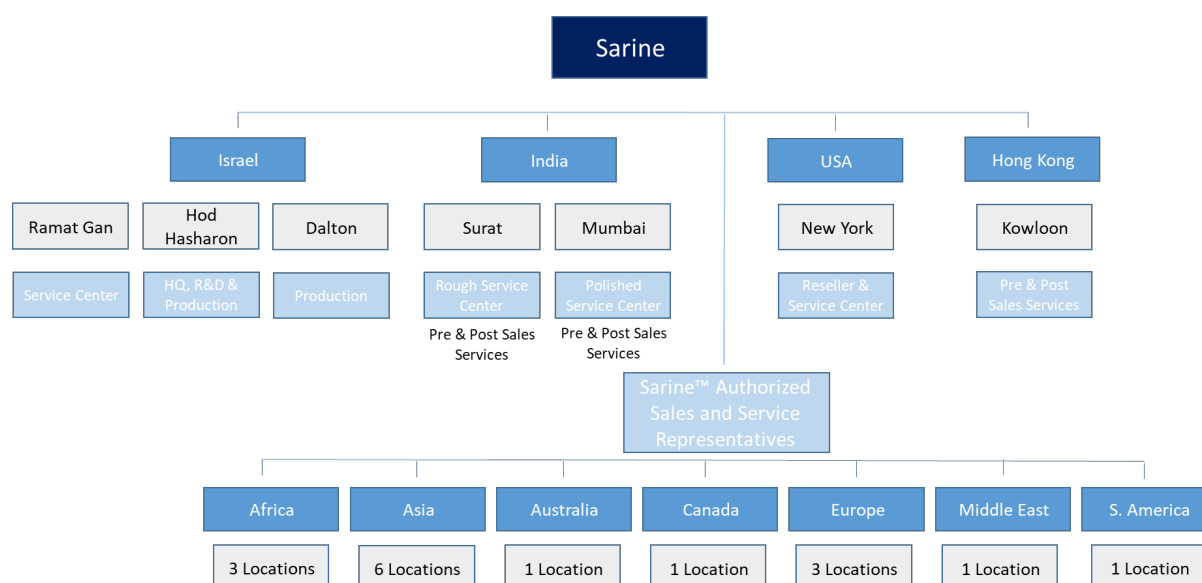 Sarine
Israel
India
USA
Hong Kong
Ramat Gan
Hod
Hasharon
Dalton
Surat
Mumbai
New York
Kowloon
Service Center
HQ, R&D &
Production
Production
Rough Service
Center
Polished
Service Center
Reseller &
Service Center
Pre & Post
Sales Services
Pre & Post Sales
Services
Pre & Post Sales
Services
Sarine™ Authorized
Sales and Service
Representatives
Africa
Asia
Australia
Canada
Europe
Middle East
S. America
3 Locations
6 Locations
1 Location
1 Location
3 Locations
1 Location
1 Location